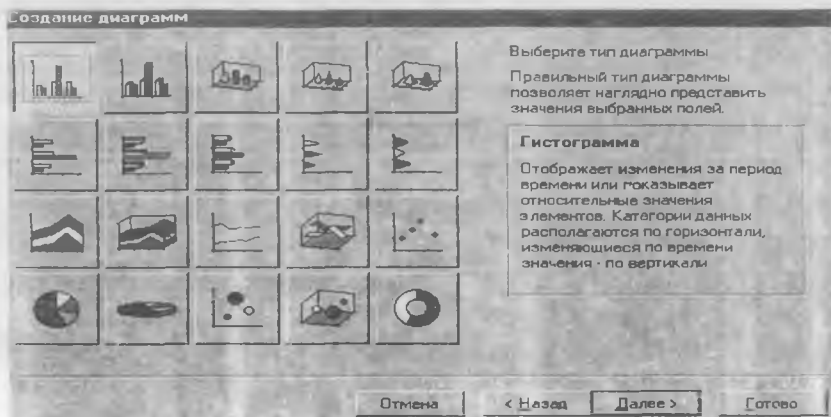 Создание диаграмм
Выберите тип диаграммы
Правильный тип диаграммы
позволяет наглядно представить
значения выбранных полей.
Гистограмма
Отображает изменения за период
времени или показывает
относительные значения
элементов. Категории данных
располагаются по горизонтали,
изменяющиеся по времени
значения - по вертикали
Отмена
< Назад
Далее >
Готово